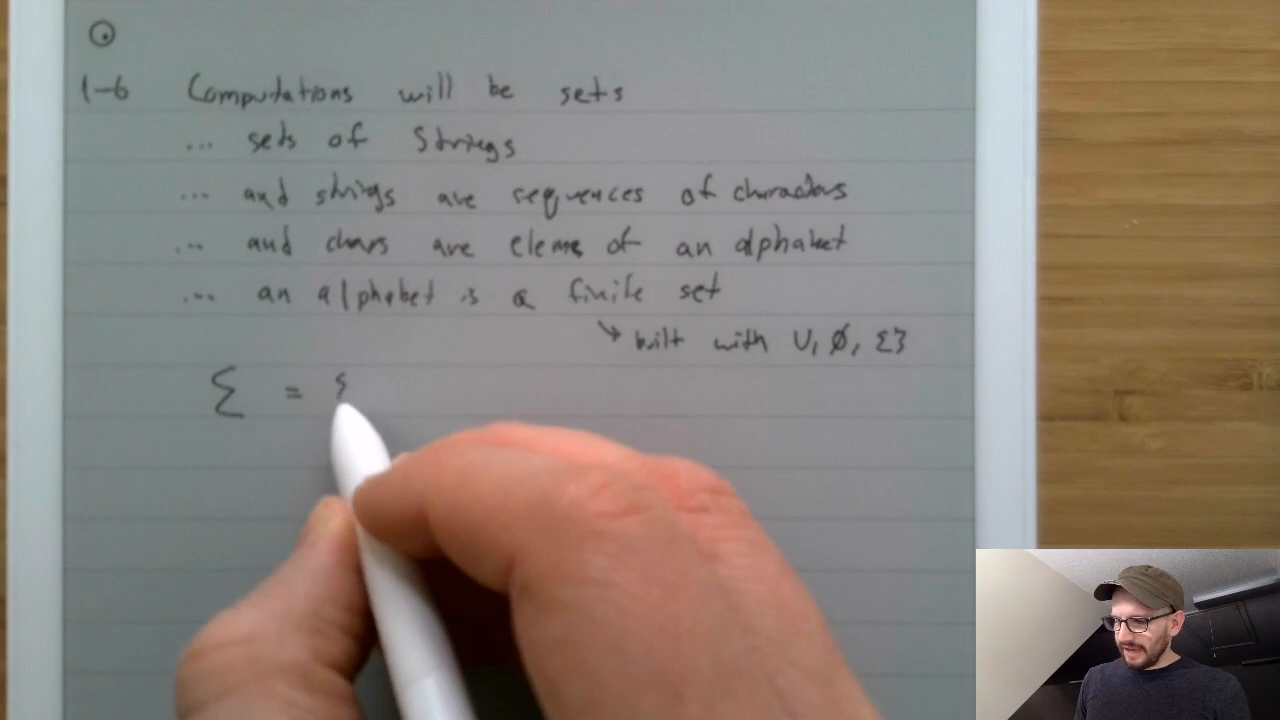 1-6 Computations will be sets
... sets of strings
... and strings are sequences of characters
... and chars are elems of an alphabet
... an alphabet is a finite set
↳ built with ∪, ∅, {}
Σ = {